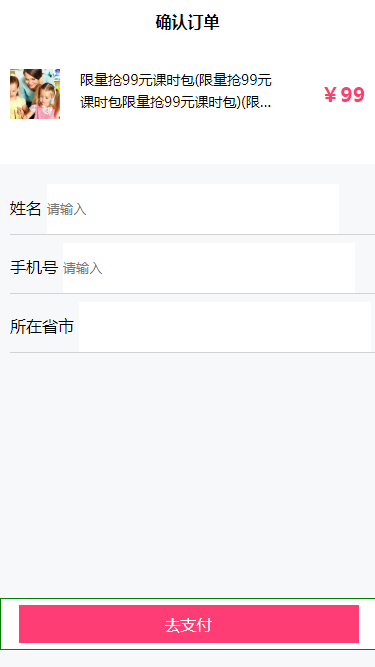 确认订单
限量抢99元课时包(限量抢99元
课时包限量抢99元课时包)(限...
￥99
姓名 请输入
手机号 请输入
所在省市
去支付